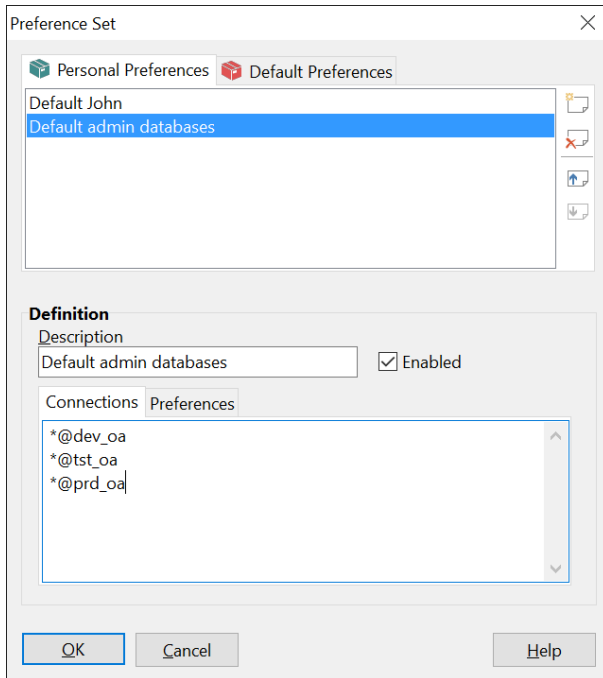 Preference Set
Personal Preferences Default Preferences
Default John
Default admin databases
Definition
Description
Default admin databases Enabled
Connections Preferences
*@dev_oa
*@tst_oa
*@prd_oa
OK Cancel Help